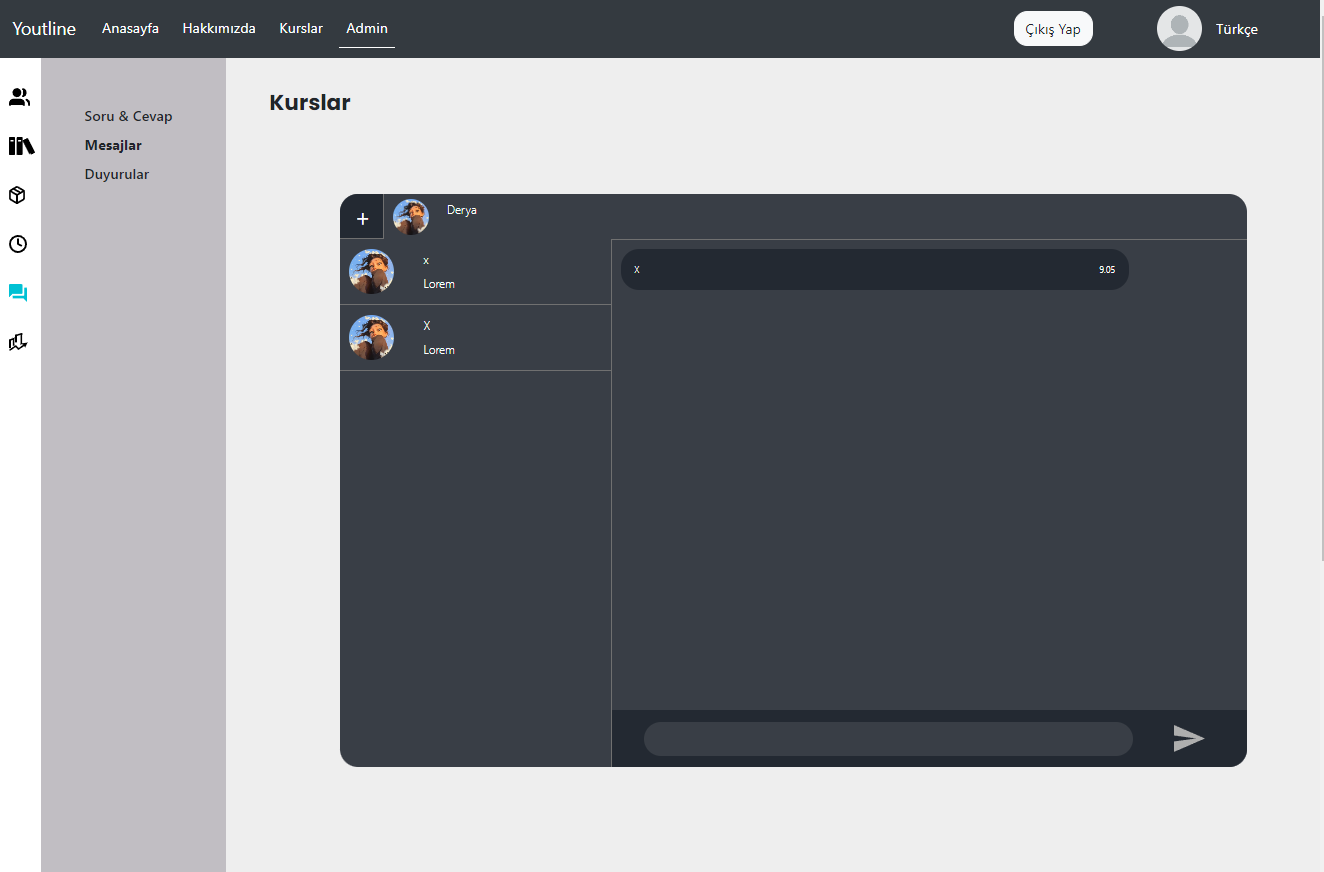 Youtline Anasayfa Hakkımızda Kurslar Admin Çıkış Yap Türkçe
Soru & Cevap
Mesajlar
Duyurular
Kurslar
+ Derya
x
Lorem
X
Lorem
X 9.05